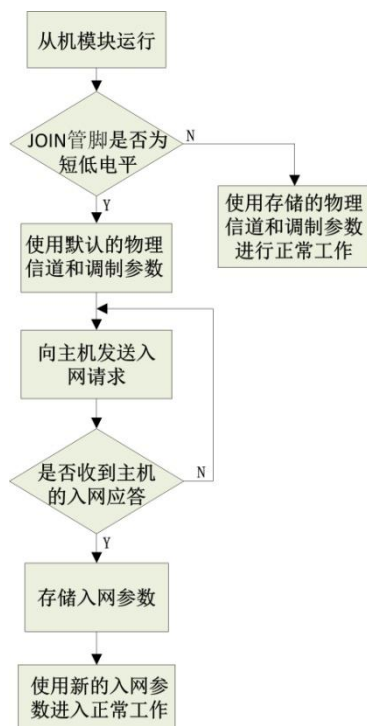 从机模块运行
JOIN管脚是否为
短低电平
N
Y
使用存储的物理
信道和调制参数
进行正常工作
使用默认的物理
信道和调制参数
向主机发送入
网请求
是否收到主机
的入网应答
N
Y
存储入网参数
使用新的入网参
数进入正常工作